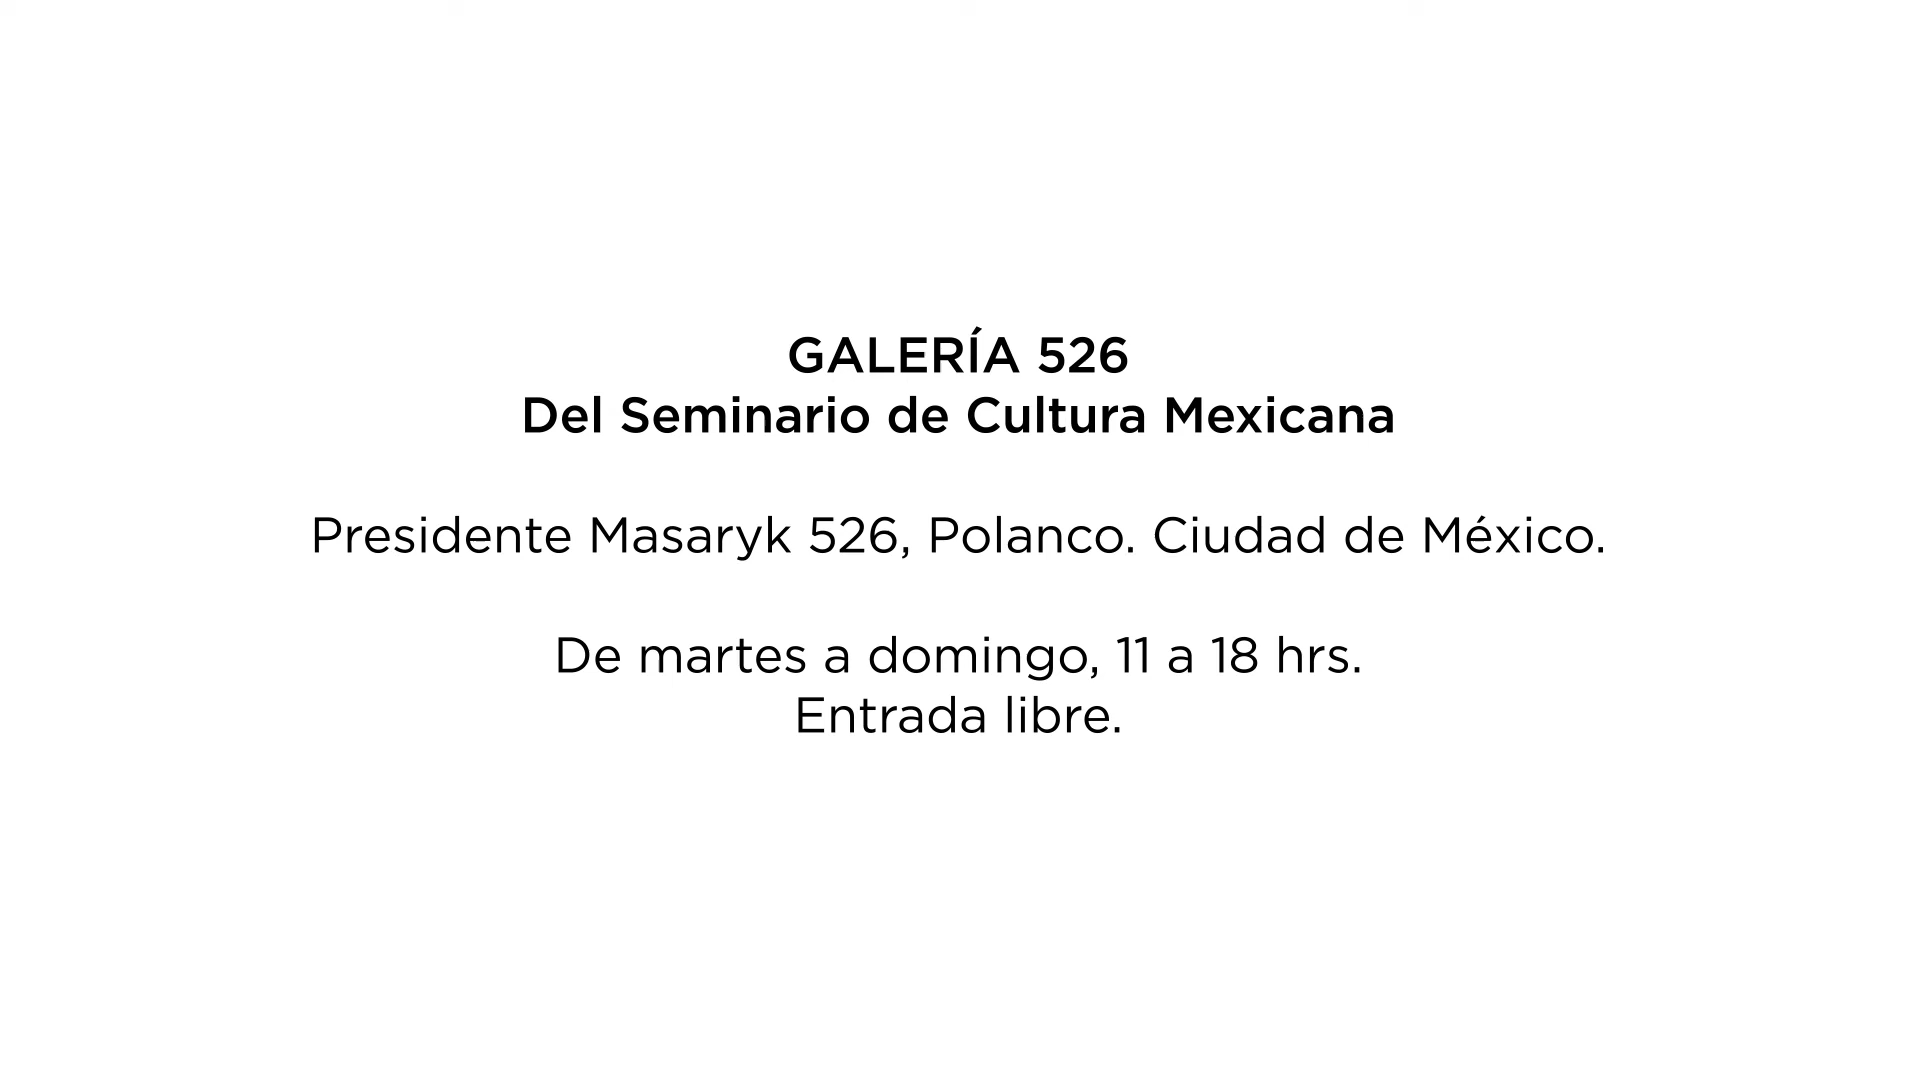 GALERÍA 526
Del Seminario de Cultura Mexicana
Presidente Masaryk 526, Polanco. Ciudad de México.
De martes a domingo, 11 a 18 hrs.
Entrada libre.